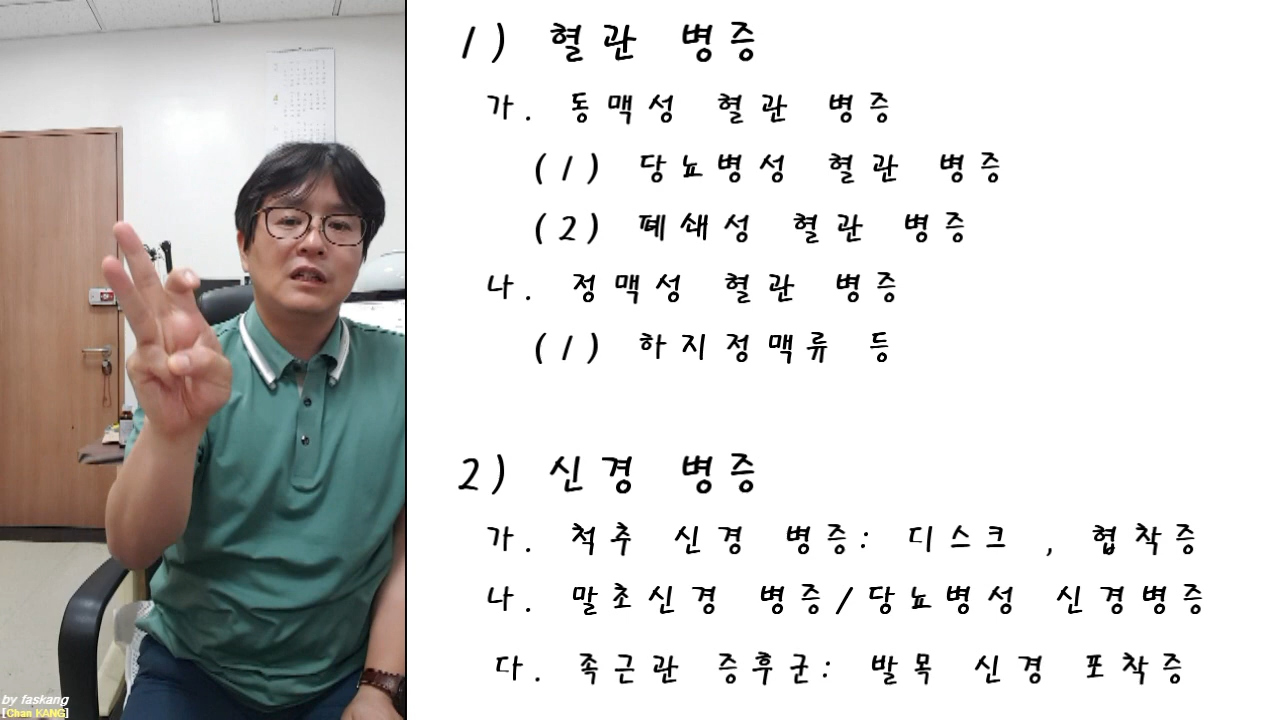 1) 혈관 병증
가. 동맥성 혈관 병증
(1) 당뇨병성 혈관 병증
(2) 폐쇄성 혈관 병증
나. 정맥성 혈관 병증
(1) 하지정맥류 등
2) 신경 병증
가. 척추 신경 병증: 디스크 , 협착증
나. 말초신경 병증/당뇨병성 신경병증
다. 족근관 증후군: 발목 신경 포착증
by faskang
[Chan KANG]